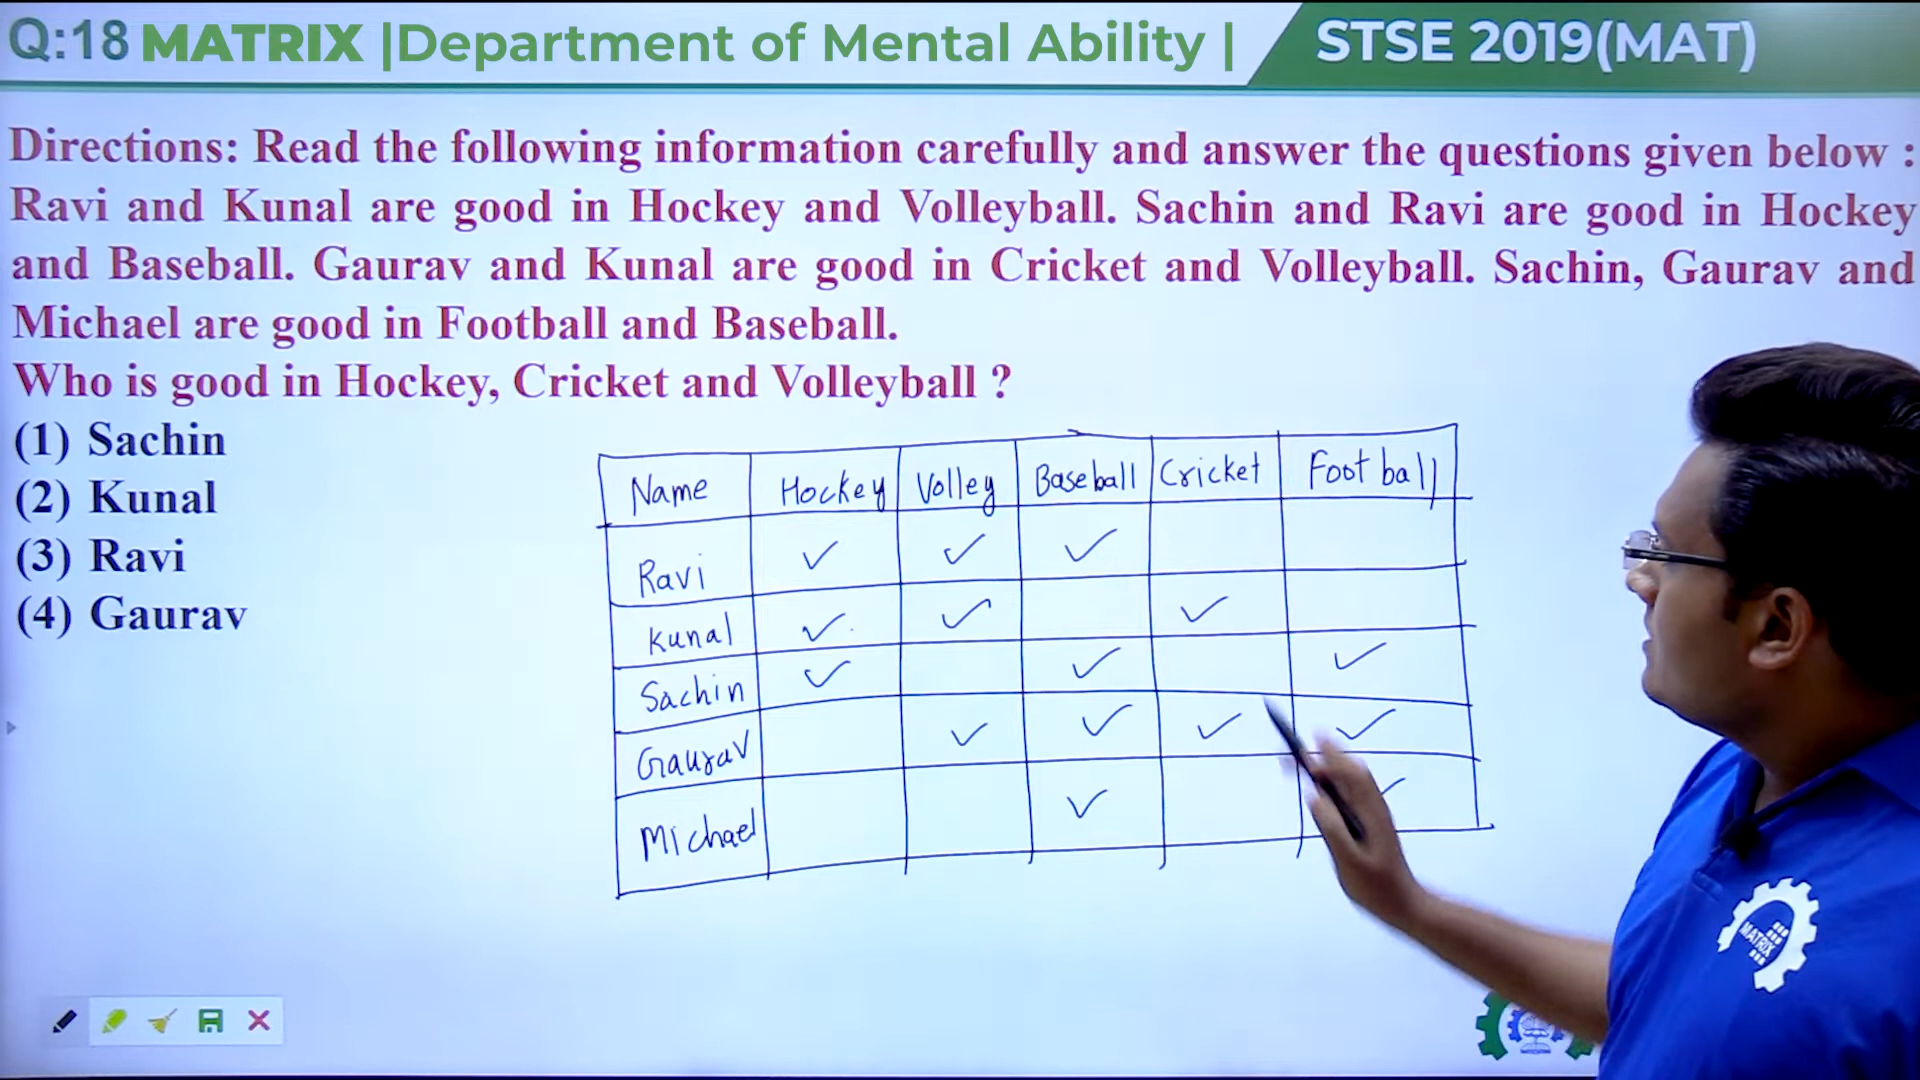 Q:18 MATRIX |Department of Mental Ability | STSE 2019(MAT)
Directions: Read the following information carefully and answer the questions given below :
Ravi and Kunal are good in Hockey and Volleyball. Sachin and Ravi are good in Hockey
and Baseball. Gaurav and Kunal are good in Cricket and Volleyball. Sachin, Gaurav and
Michael are good in Football and Baseball.
Who is good in Hockey, Cricket and Volleyball ?
(1) Sachin
(2) Kunal
(3) Ravi
(4) Gaurav
Name Hockey Volley Baseball Cricket Foot ball
Ravi ✓ ✓ ✓
Kunal ✓ ✓ ✓
Sachin ✓ ✓ ✓
Gaurav ✓ ✓ ✓ ✓
Michael ✓ ✓
MATRIX